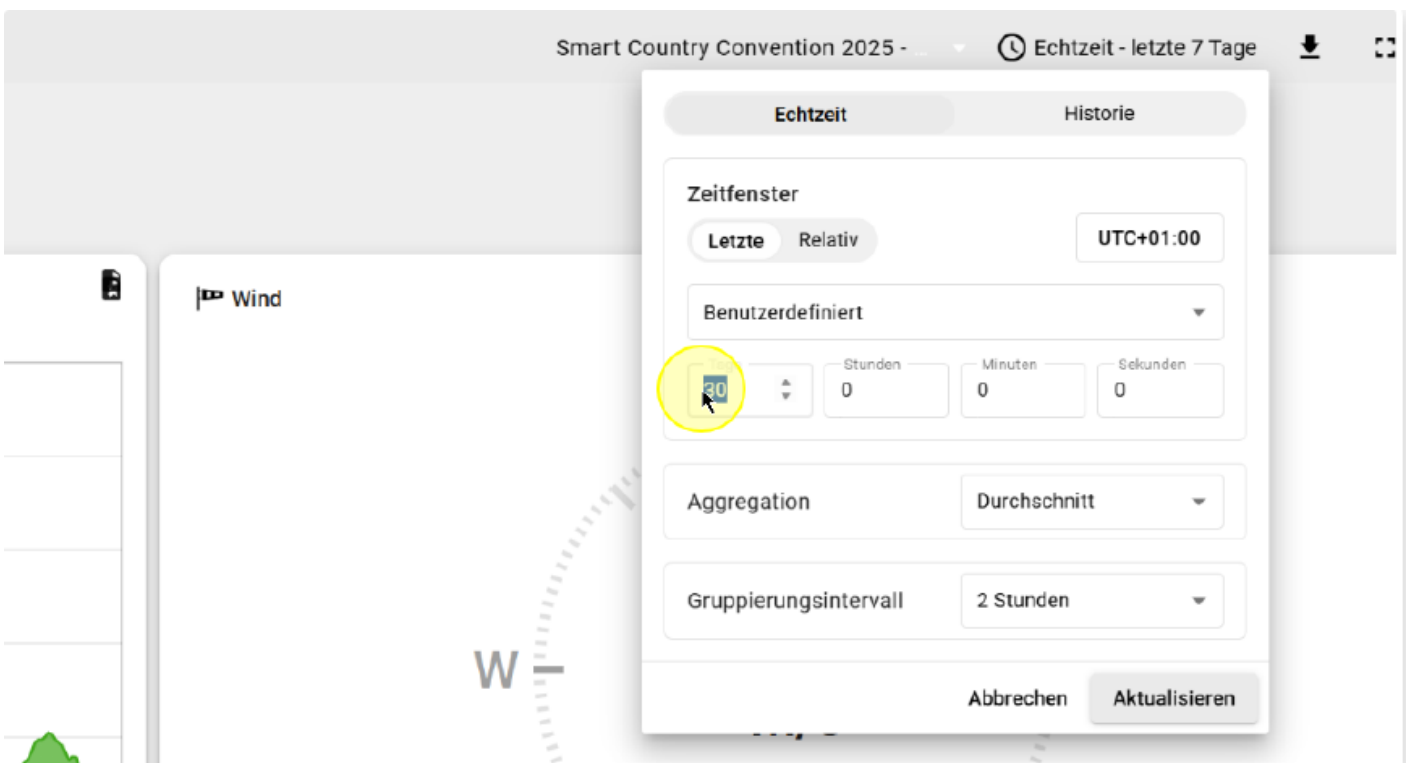 Smart Country Convention 2025 - ...
Echtzeit - letzte 7 Tage
Echtzeit
Historie
Zeitfenster
Letzte
Relativ
UTC+01:00
Wind
Benutzerdefiniert
Tage
Stunden
Minuten
Sekunden
30
0
0
0
Aggregation
Durchschnitt
Gruppierungsintervall
2 Stunden
W
Abbrechen
Aktualisieren